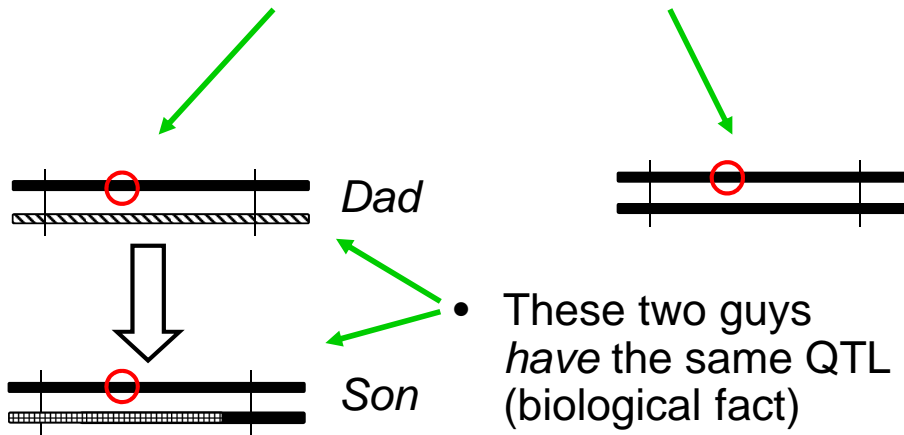 Dad
• These two guys
have the same QTL
(biological fact)
Son